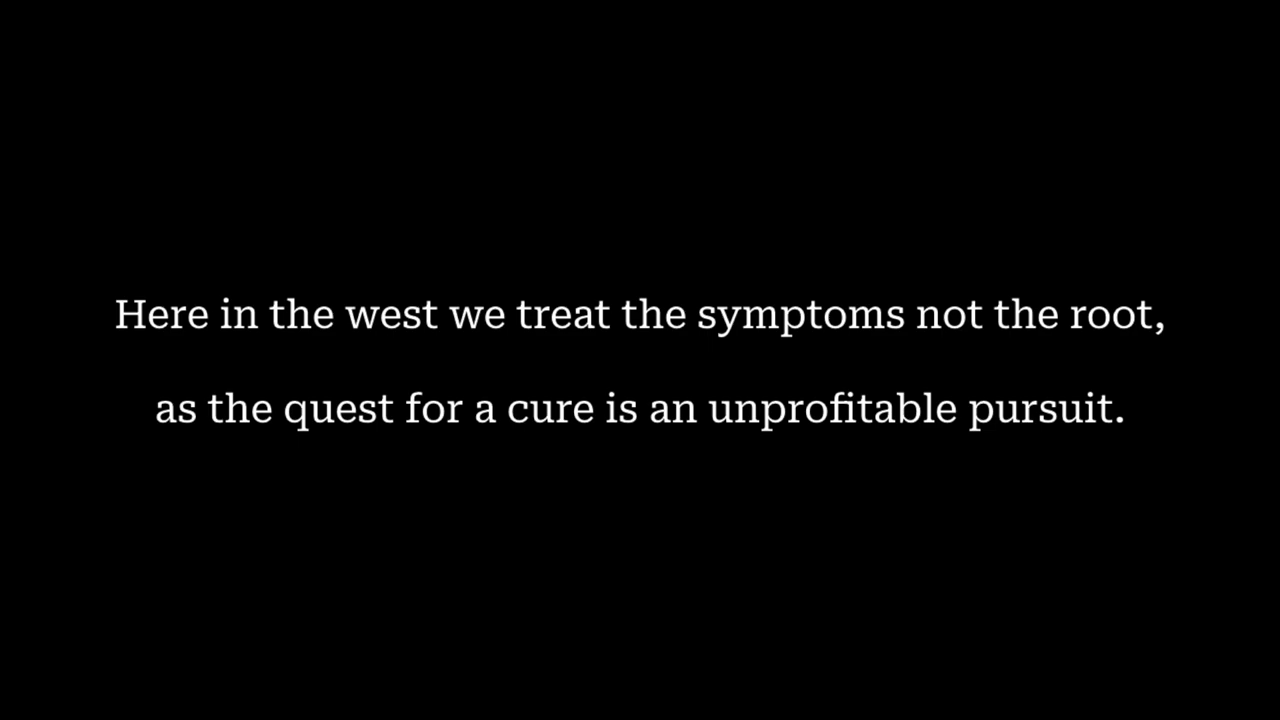 Here in the west we treat the symptoms not the root,
as the quest for a cure is an unprofitable pursuit.